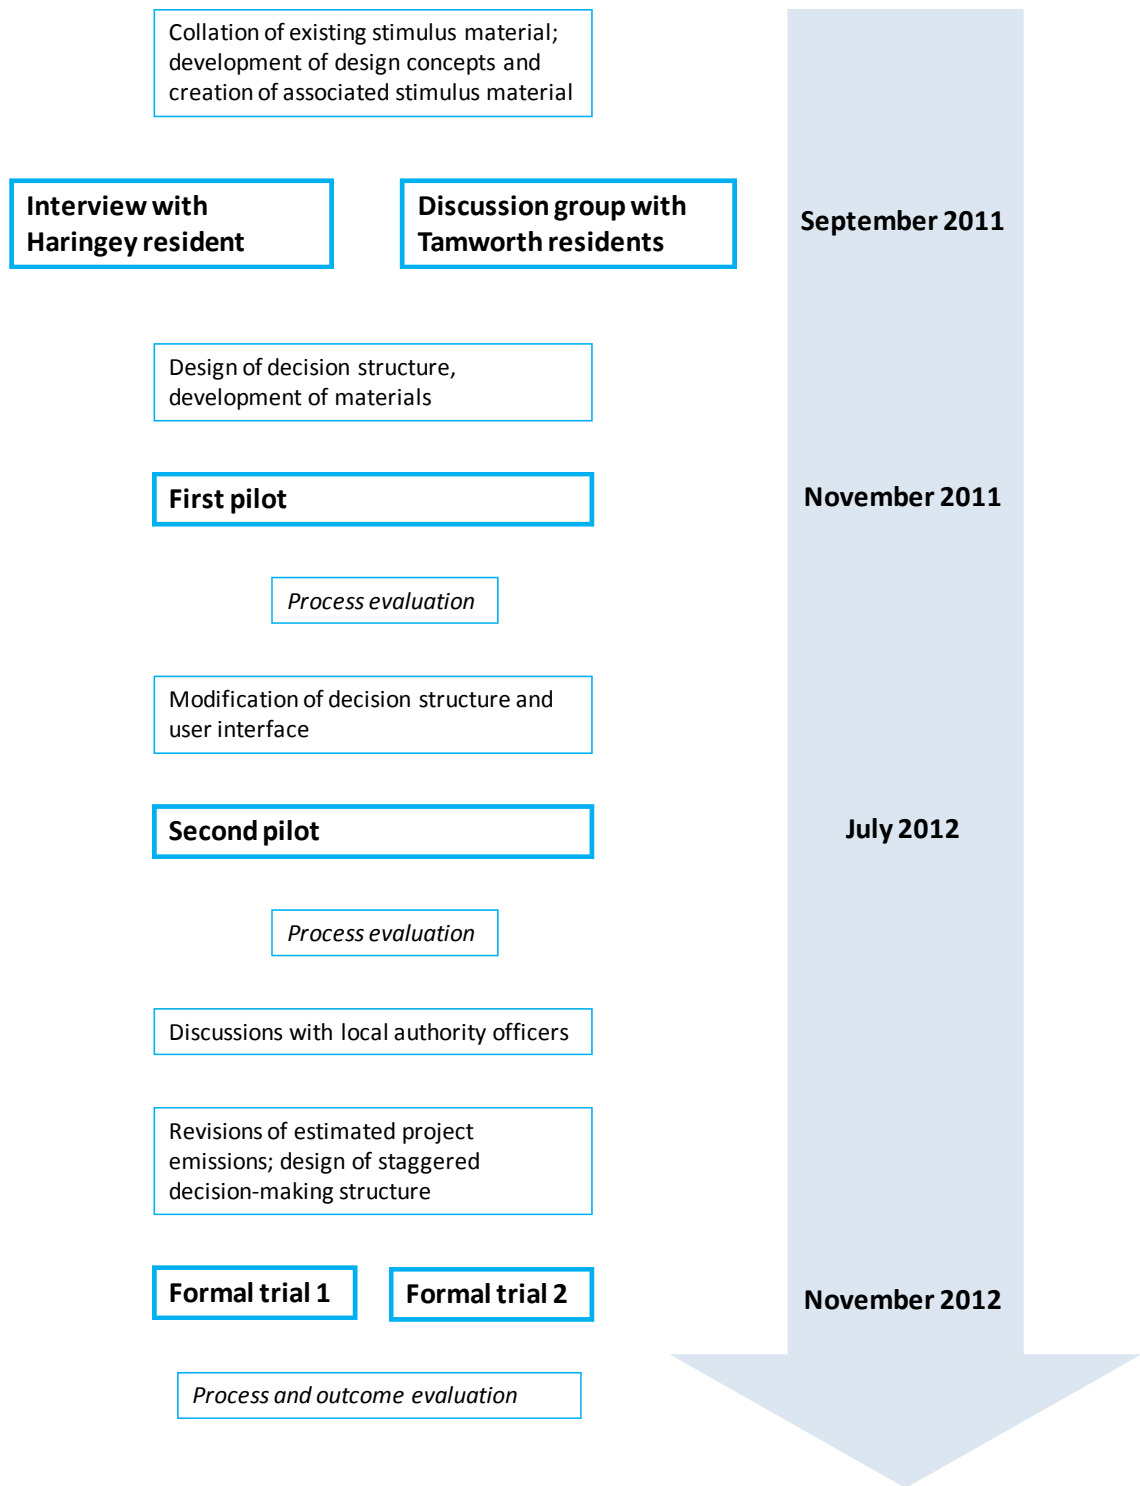 Collation of existing stimulus material;
development of design concepts and
creation of associated stimulus material
Interview with
Haringey resident
Discussion group with
Tamworth residents
September 2011
Design of decision structure,
development of materials
First pilot
November 2011
Process evaluation
Modification of decision structure and
user interface
Second pilot
July 2012
Process evaluation
Discussions with local authority officers
Revisions of estimated project
emissions; design of staggered
decision-making structure
Formal trial 1
Formal trial 2
November 2012
Process and outcome evaluation